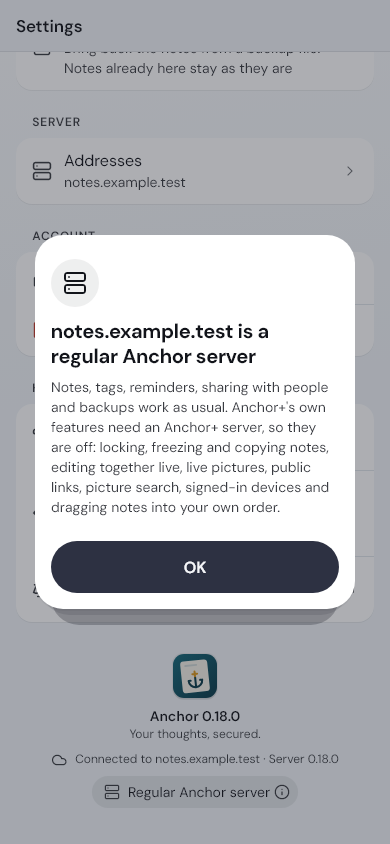 Settings
Notes already here stay as they are
SERVER
Addresses
notes.example.test
notes.example.test is a
regular Anchor server
Notes, tags, reminders, sharing with people
and backups work as usual. Anchor+'s own
features need an Anchor+ server, so they
are off: locking, freezing and copying notes,
editing together live, live pictures, public
links, picture search, signed-in devices and
dragging notes into your own order.
OK
Anchor 0.18.0
Your thoughts, secured.
Connected to notes.example.test · Server 0.18.0
Regular Anchor server